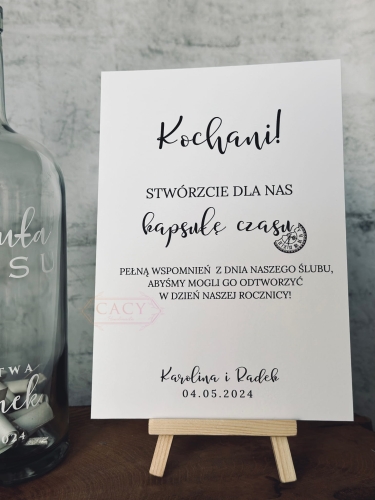 Kochani!
STWÓRZCIE DLA NAS
kapsułę czasu
PEŁNĄ WSPOMNIEŃ Z DNIA NASZEGO ŚLUBU,
ABYŚMY MOGLI GO ODTWORZYĆ
W DZIEŃ NASZEJ ROCZNICY!
CACY
Karolina i Radek
04.05.2024